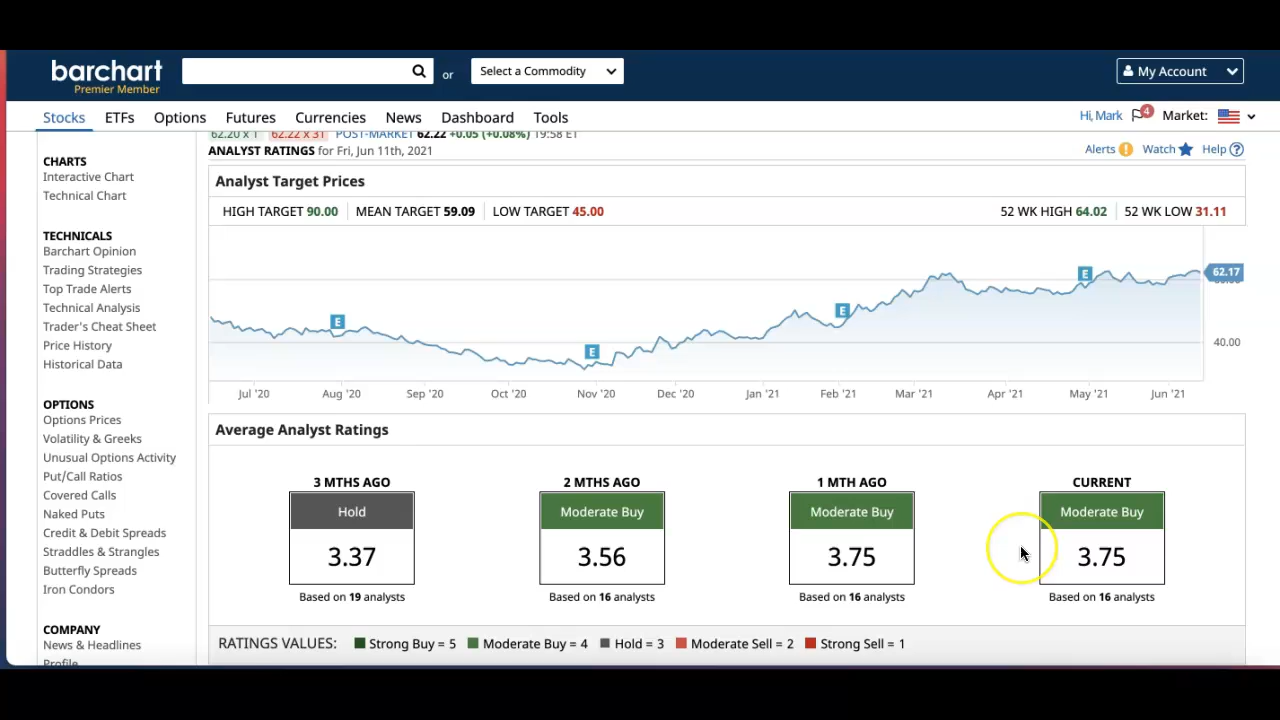 barchart
Premier Member
or
Select a Commodity
My Account
Stocks ETFs Options Futures Currencies News Dashboard Tools
Hi, Mark 4 Market:
62.20 x 1 62.22 x 31 POST-MARKET 62.22 +0.05 (+0.08%) 19:58 ET
ANALYST RATINGS for Fri, Jun 11th, 2021
Alerts Watch Help
CHARTS
Interactive Chart
Technical Chart
TECHNICALS
Barchart Opinion
Trading Strategies
Top Trade Alerts
Technical Analysis
Trader's Cheat Sheet
Price History
Historical Data
OPTIONS
Options Prices
Volatility & Greeks
Unusual Options Activity
Put/Call Ratios
Covered Calls
Naked Puts
Credit & Debit Spreads
Straddles & Strangles
Butterfly Spreads
Iron Condors
COMPANY
News & Headlines
Profile
Analyst Target Prices
HIGH TARGET 90.00 MEAN TARGET 59.09 LOW TARGET 45.00 52 WK HIGH 64.02 52 WK LOW 31.11
E E E E
62.17
40.00
Jul '20 Aug '20 Sep '20 Oct '20 Nov '20 Dec '20 Jan '21 Feb '21 Mar '21 Apr '21 May '21 Jun '21
Average Analyst Ratings
3 MTHS AGO 2 MTHS AGO 1 MTH AGO CURRENT
Hold Moderate Buy Moderate Buy Moderate Buy
3.37 3.56 3.75 3.75
Based on 19 analysts Based on 16 analysts Based on 16 analysts Based on 16 analysts
RATINGS VALUES: Strong Buy = 5 Moderate Buy = 4 Hold = 3 Moderate Sell = 2 Strong Sell = 1